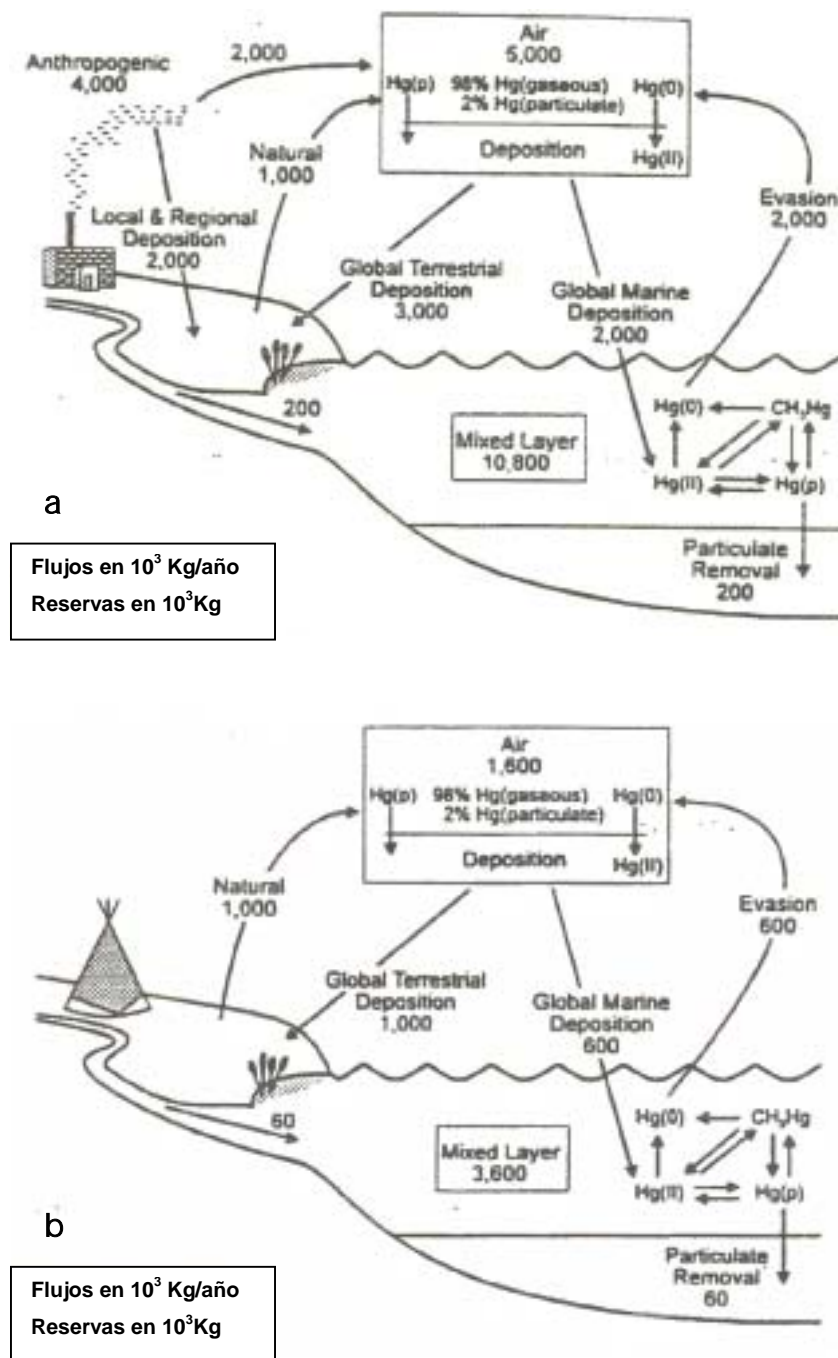 Anthropogenic
4,000
2,000
Air
5,000
Hg(p)
98% Hg(gaseous)
2% Hg(particulate)
Hg(0)
Deposition
Hg(II)
Natural
1,000
Local & Regional
Deposition
2,000
Global Terrestrial
Deposition
3,000
Global Marine
Deposition
2,000
Evasion
2,000
200
Mixed Layer
10,800
Hg(0)
CH₃Hg
Hg(II)
Hg(p)
Particulate
Removal
200
a
Flujos en 10³ Kg/año
Reservas en 10³Kg
Air
1,600
Hg(p)
98% Hg(gaseous)
2% Hg(particulate)
Hg(0)
Deposition
Hg(II)
Natural
1,000
Global Terrestrial
Deposition
1,000
Global Marine
Deposition
600
Evasion
600
60
Mixed Layer
3,600
Hg(0)
CH₃Hg
Hg(II)
Hg(p)
Particulate
Removal
60
b
Flujos en 10³ Kg/año
Reservas en 10³Kg